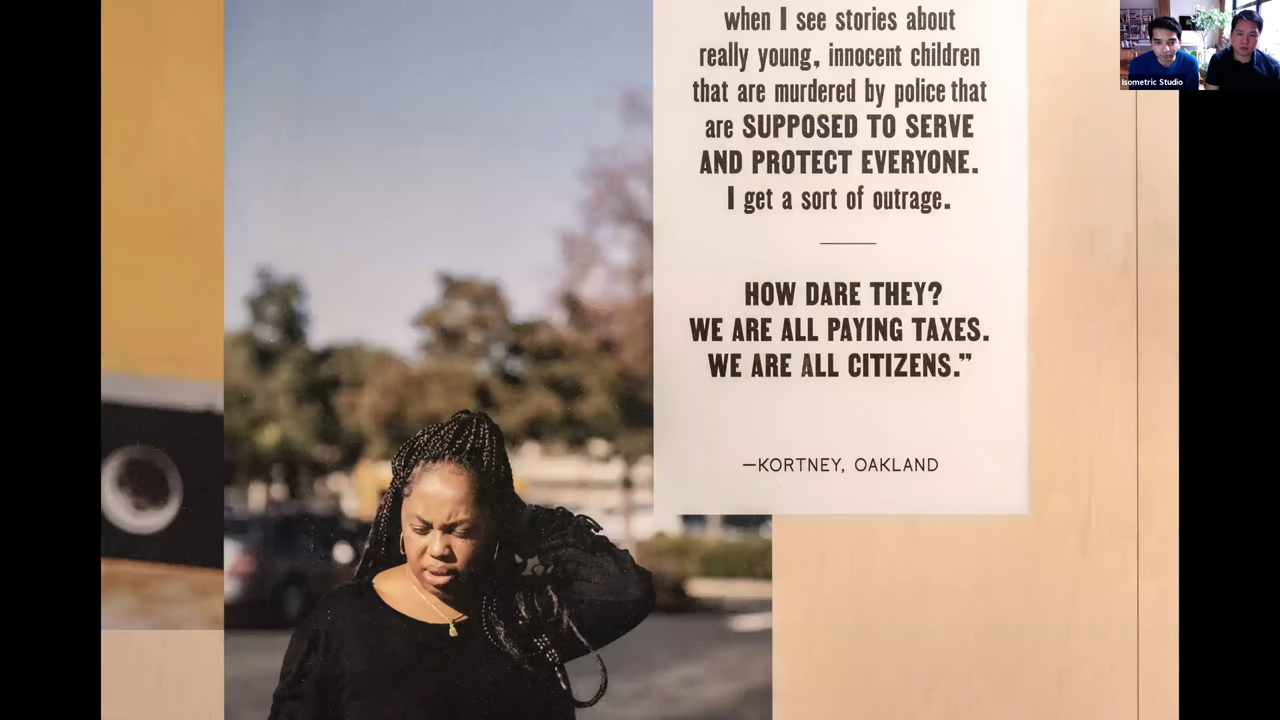 when I see stories about
really young, innocent children
that are murdered by police that
are SUPPOSED TO SERVE
AND PROTECT EVERYONE.
I get a sort of outrage.
HOW DARE THEY?
WE ARE ALL PAYING TAXES.
WE ARE ALL CITIZENS.”
—KORTNEY, OAKLAND
Isometric Studio